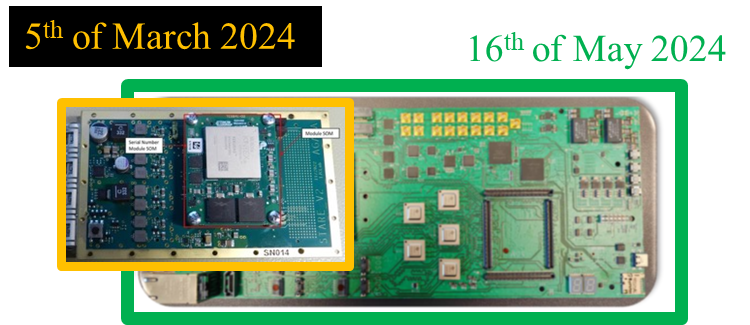 5th of March 2024
16th of May 2024
Module SOM
Serial Number
Module SOM
SN014